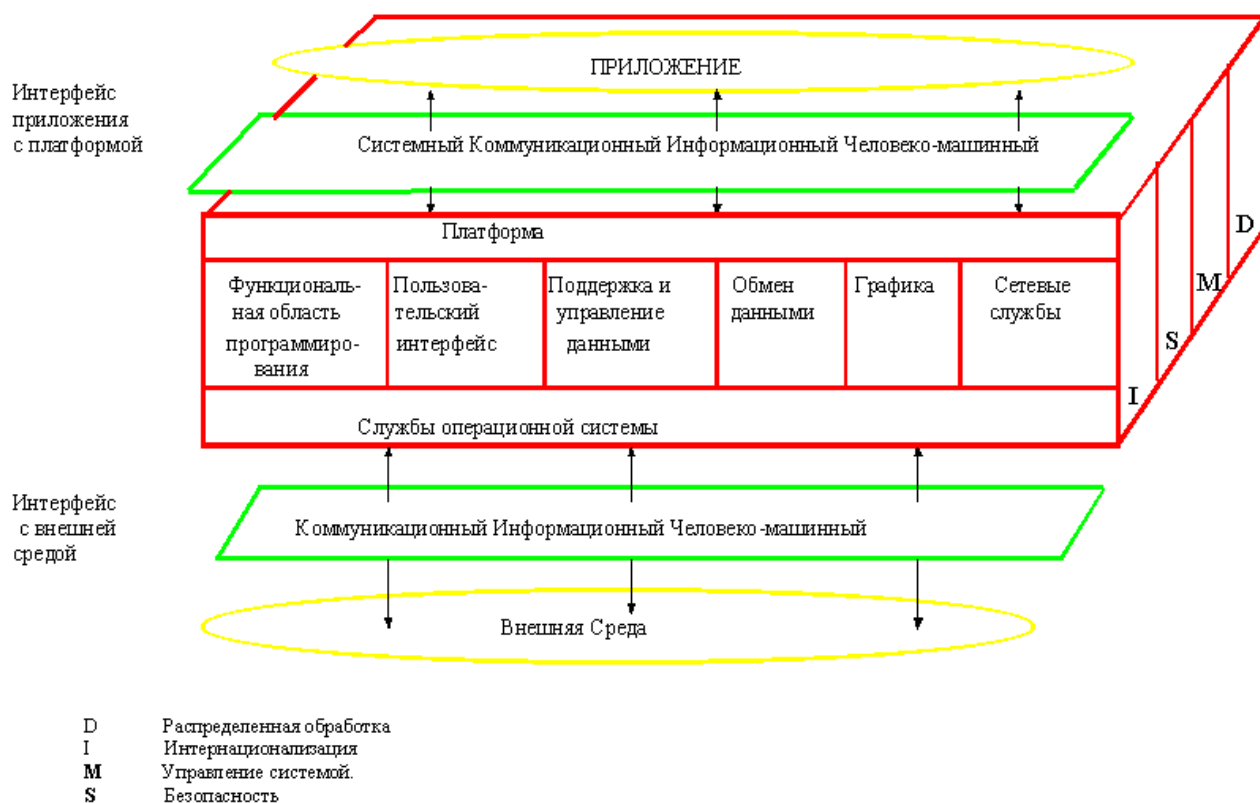 ПРИЛОЖЕНИЕ
Интерфейс
приложения
с платформой
Системный Коммуникационный Информационный Человеко-машинный
Платформа
Функциональ-
ная область
программиро-
вания
Пользова-
тельский
интерфейс
Поддержка и
управление
данными
Обмен
данными
Графика
Сетевые
службы
D
M
S
I
Службы операционной системы
Интерфейс
с внешней
средой
Коммуникационный Информационный Человеко-машинный
Внешняя Среда
D Распределенная обработка
I Интернационализация
M Управление системой.
S Безопасность